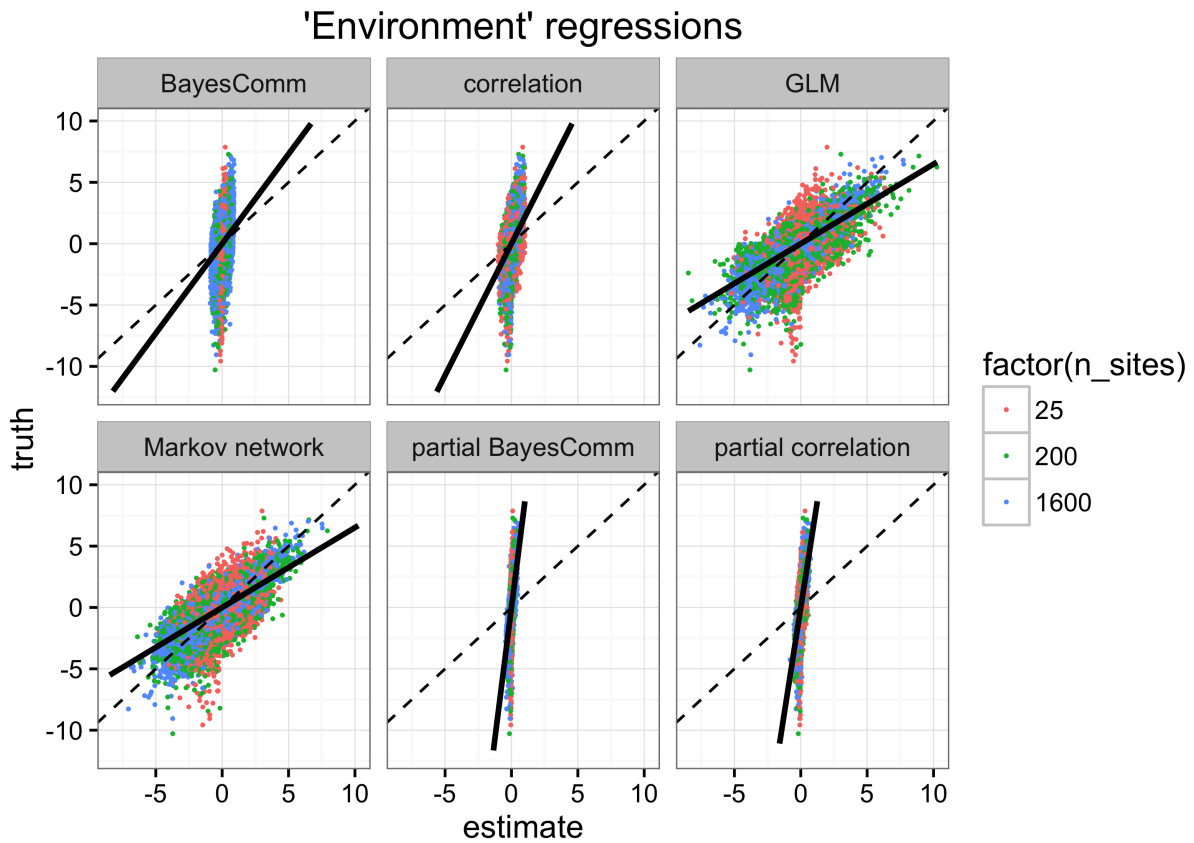 'Environment' regressions
BayesComm
correlation
GLM
10
5
0
-5
-10
Markov network
partial BayesComm
partial correlation
10
5
0
-5
-10
-5 0 5 10
-5 0 5 10
-5 0 5 10
truth
estimate
factor(n_sites)
25
200
1600